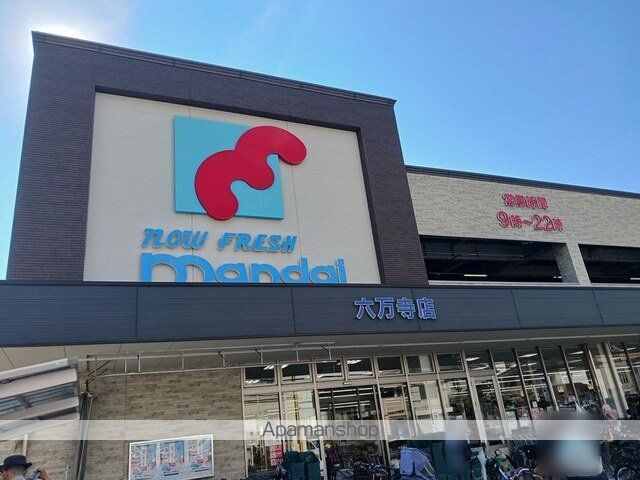 now FRESH
mandai
営業時間
9時~22時
六万寺店
Apamanshop